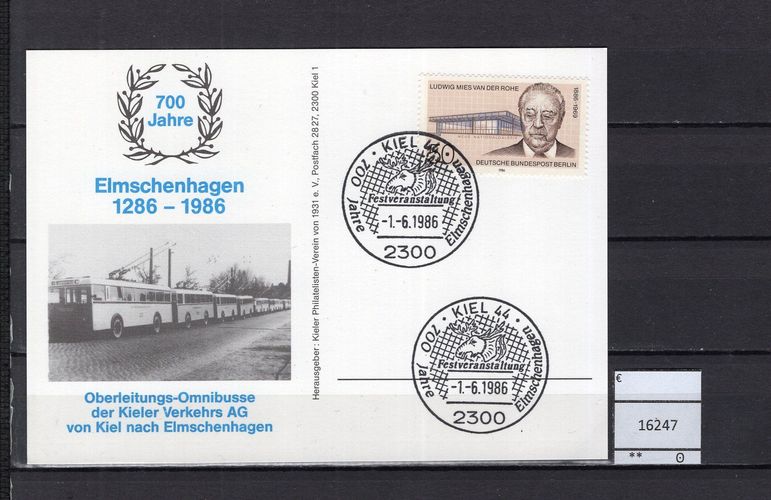 700
Jahre
Elmschenhagen
1286 – 1986
Oberleitungs-Omnibusse
der Kieler Verkehrs AG
von Kiel nach Elmschenhagen
Herausgeber: Kieler Philatelisten-Verein von 1931 e. V., Postfach 28 27, 2300 Kiel 1
LUDWIG MIES VAN DER ROHE
1886-1969
DEUTSCHE BUNDESPOST BERLIN
1986
· KIEL 44 ·
700 Jahre
Elmschenhagen
Festveranstaltung
-1.-6.1986
2300
· KIEL 44 ·
700 Jahre
Elmschenhagen
Festveranstaltung
-1.-6.1986
2300
€
16247
** ʘ